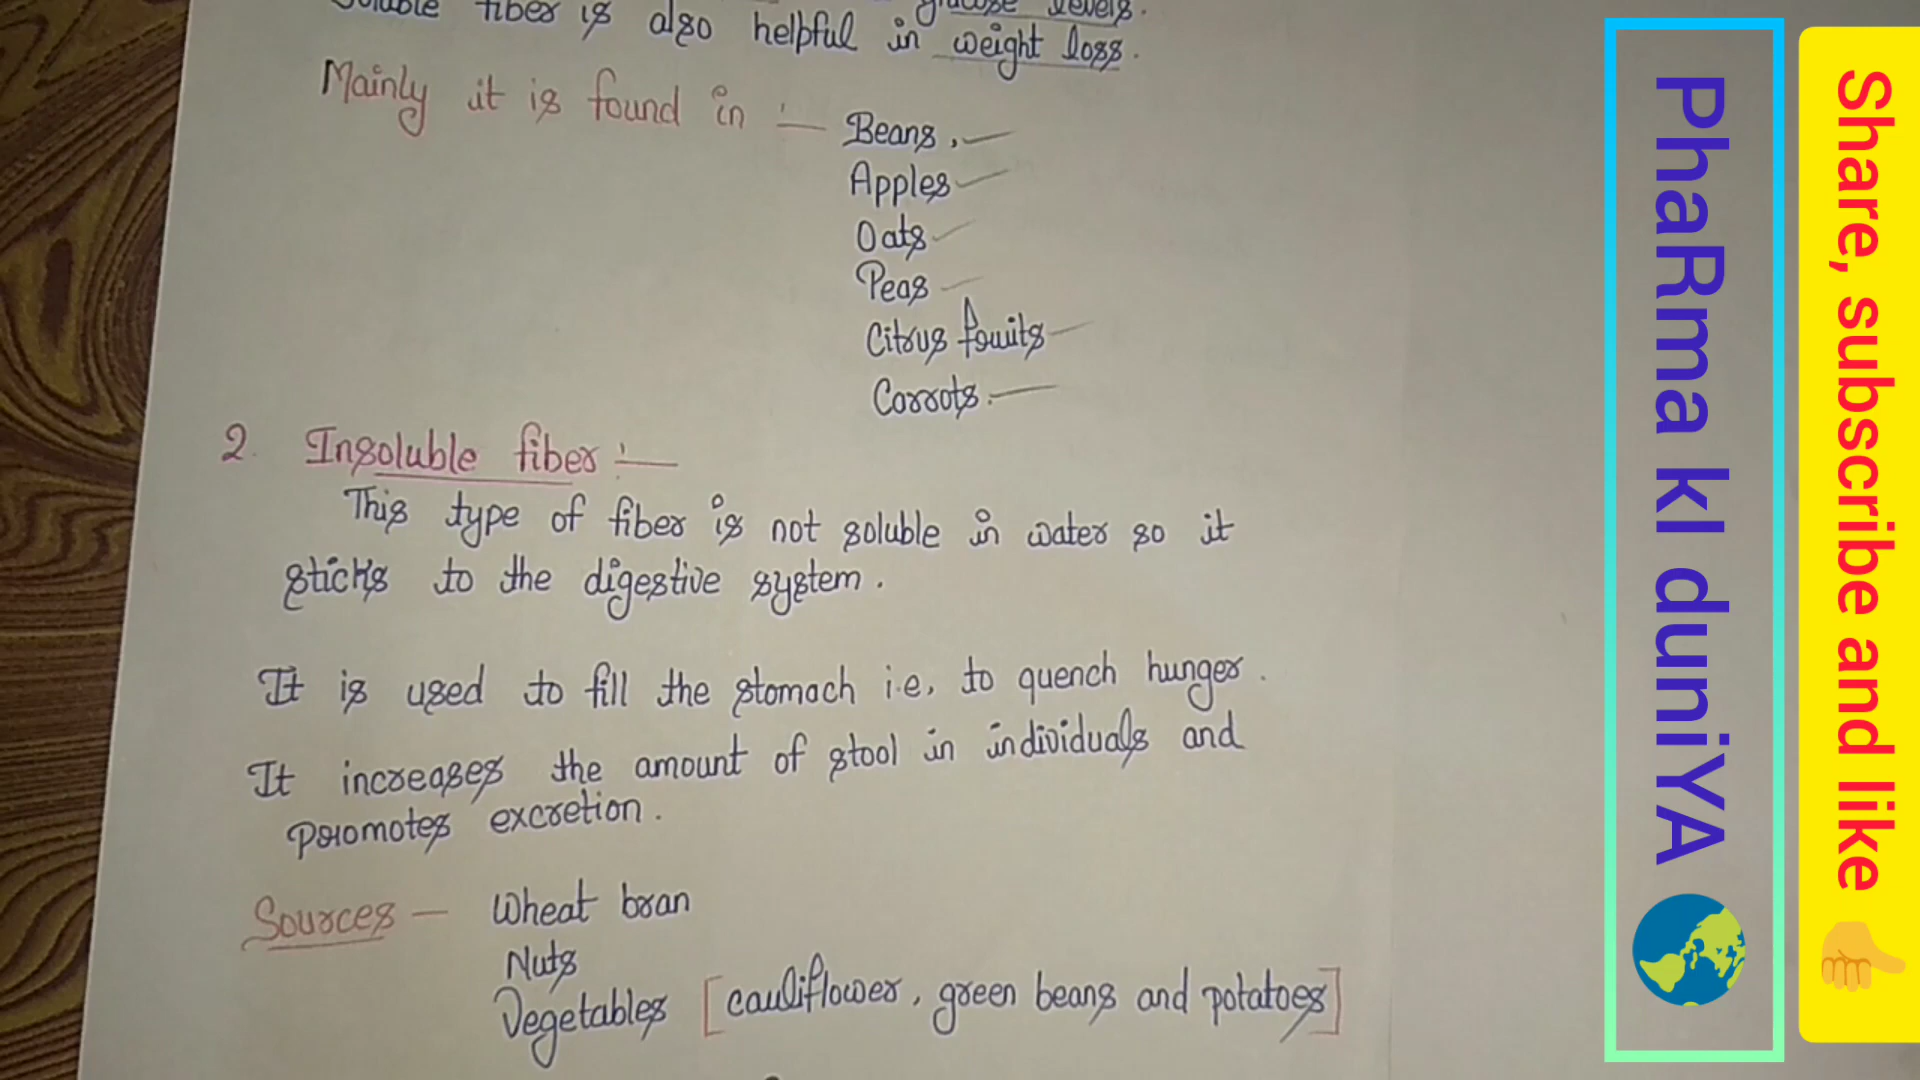 Soluble fiber is also helpful in weight loss.
glucose levels.
Mainly it is found in :- Beans,
Apples
Oats
Peas
Citrus fruits
Carrots.
2. Insoluble fiber :-
This type of fiber is not soluble in water so it
sticks to the digestive system.
It is used to fill the stomach i.e, to quench hunger.
It increases the amount of stool in individuals and
promotes excretion.
Sources - Wheat bran
Nuts
Vegetables [cauliflower, green beans and potatoes]
PhaRma kI duniYA
Share, subscribe and like